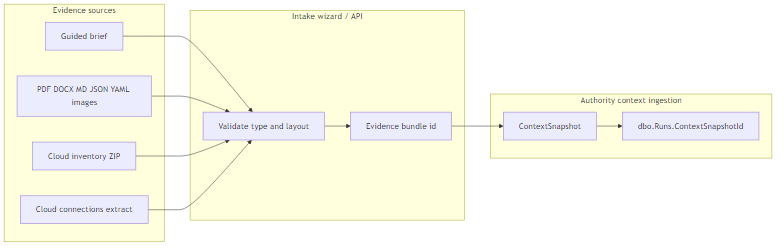 Evidence sources
Guided brief
PDF DOCX MD JSON YAML
images
Cloud inventory ZIP
Cloud connections extract
Intake wizard / API
Validate type and layout
Evidence bundle id
Authority context ingestion
ContextSnapshot
dbo.Runs.ContextSnapshotId